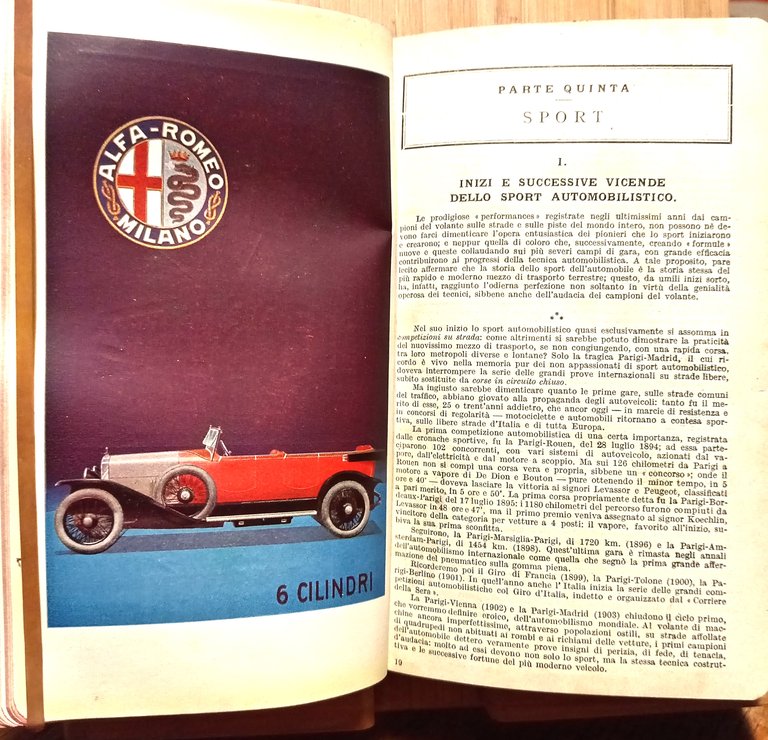 ALFA-ROMEO
MILANO
6 CILINDRI
PARTE QUINTA
SPORT
I.
INIZI E SUCCESSIVE VICENDE
DELLO SPORT AUTOMOBILISTICO.
Le prodigiose «performances» registrate negli ultimissimi anni dai cam-
pioni del volante sulle strade e sulle piste del mondo intero, non possono né de-
vono farci dimenticare l'opera entusiastica dei pionieri che lo sport iniziarono
e crearono; e neppur quella di coloro che, successivamente, creando «formule»
nuove e queste collaudando sui più severi campi di gara, con grande efficacia
contribuirono ai progressi della tecnica automobilistica. A tale proposito, pare
lecito affermare che la storia dello sport dell'automobile è la storia stessa del
più rapido e moderno mezzo di trasporto terrestre; questo, da umili inizi sorto,
ha, infatti, raggiunto l'odierna perfezione non soltanto in virtù della genialità
operosa dei tecnici, sibbene anche dell'audacia dei campioni del volante.
Nel suo inizio lo sport automobilistico quasi esclusivamente si assomma in
competizioni su strada: come altrimenti si sarebbe potuto dimostrare la praticità
del nuovissimo mezzo di trasporto, se non congiungendo, con una rapida corsa,
tra loro metropoli diverse e lontane? Solo la tragica Parigi-Madrid, il cui ri-
cordo è vivo nella memoria pur dei non appassionati di sport automobilistico,
doveva interrompere la serie delle grandi prove internazionali su strade libere,
subito sostituite da corse in circuito chiuso.
Ma ingiusto sarebbe dimenticare quanto le prime gare, sulle strade comuni
del traffico, abbiano giovato alla propaganda degli autoveicoli: tanto fu il me-
rito di esse, 25 o trent'anni addietro, che ancor oggi — in marcie di resistenza e
in concorsi di regolarità — motociclette e automobili ritornano a contesa spor-
tiva, sulle libere strade d'Italia e di tutta Europa.
La prima competizione automobilistica di una certa importanza, registrata
dalle cronache sportive, fu la Parigi-Rouen, del 28 luglio 1894; ad essa parte-
ciparono 102 concorrenti, con vari sistemi di autoveicolo, azionati dal va-
pore, dall'elettricità e dal motore a scoppio. Ma sui 126 chilometri da Parigi a
Rouen non si compì una corsa vera e propria, sibbene un «concorso»; onde il
motore a vapore di De Dion e Bouton — pure ottenendo il minor tempo, in 5
ore e 40' — doveva lasciare la vittoria ai signori Levassor e Peugeot, classificati
a pari merito, in 5 ore e 50'. La prima corsa propriamente detta fu la Parigi-Bor-
deaux-Parigi del 17 luglio 1895: i 1180 chilometri del percorso furono compiuti da
Levassor in 48 ore e 47', ma il primo premio veniva assegnato al signor Koechlin,
vincitore della categoria per vetture a 4 posti: il vapore, favorito all'inizio, su-
biva la sua prima sconfitta.
Seguirono, la Parigi-Marsiglia-Parigi, di 1720 km. (1896) e la Parigi-Am-
sterdam-Parigi, di 1454 km. (1898). Quest'ultima gara è rimasta negli annali
dell'automobilismo internazionale come quella che segnò la prima grande affer-
mazione del pneumatico sulla gomma piena.
Ricorderemo poi il Giro di Francia (1899), la Parigi-Tolone (1900), la Pa-
rigi-Berlino (1901). In quell'anno anche l'Italia inizia la serie delle grandi com-
petizioni automobilistiche col Giro d'Italia, indetto e organizzato dal «Corriere
della Sera».
La Parigi-Vienna (1902) e la Parigi-Madrid (1903) chiudono il ciclo primo,
che vorremmo definire eroico, dell'automobilismo mondiale. Al volante di mac-
chine ancora imperfettissime, attraverso popolazioni ostili, su strade affollate
di quadrupedi non abituati ai rombi e ai richiami delle vetture, i primi campioni
dell'automobile dettero veramente prove insigni di perizia, di fede, di tenacia,
d'audacia: molto ad essi devono non solo lo sport, ma la stessa tecnica costrut-
tiva e le successive fortune del più moderno veicolo.
19